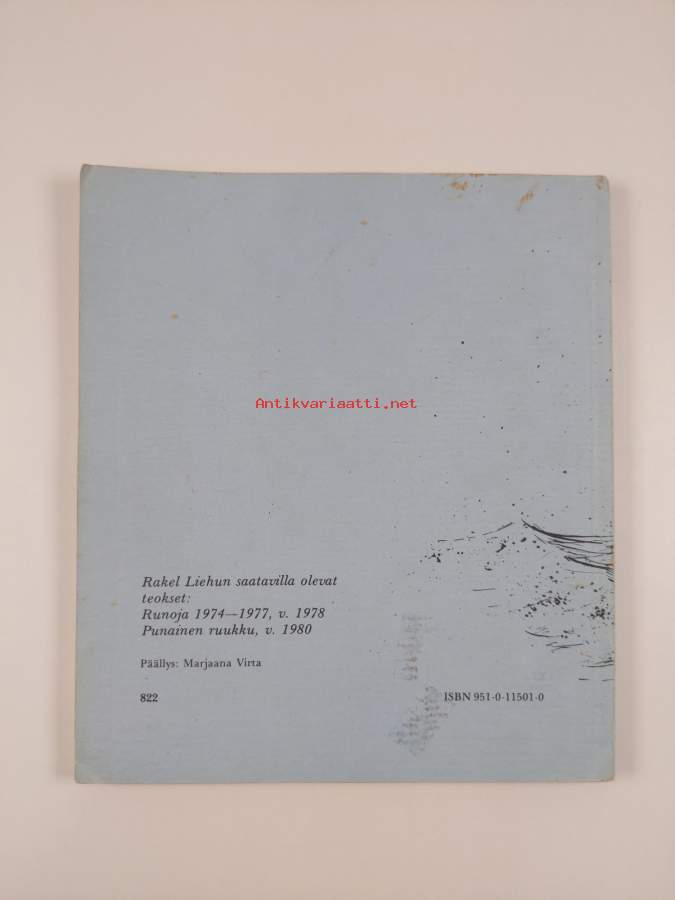 Antikvariaatti.net
Rakel Liehun saatavilla olevat
teokset:
Runoja 1974—1977, v. 1978
Punainen ruukku, v. 1980
Päällys: Marjaana Virta
822
ISBN 951-0-11501-0